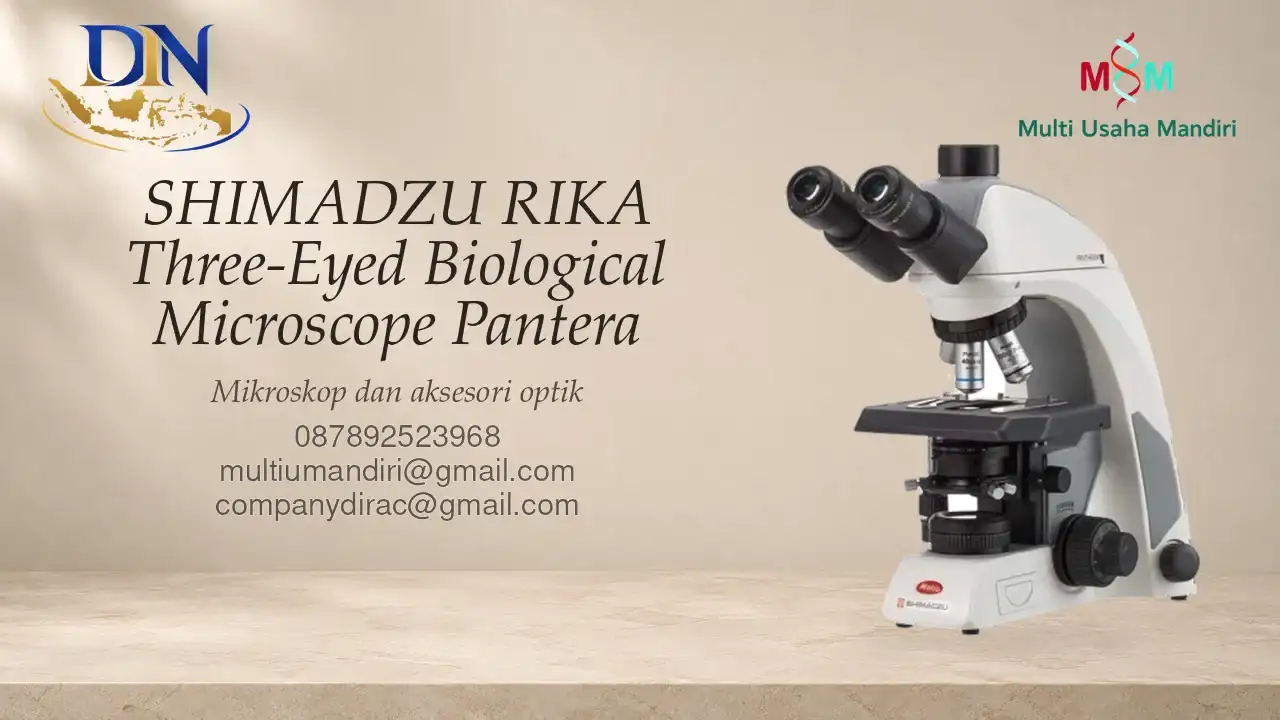 DN
MSM
Multi Usaha Mandiri
SHIMADZU RIKA
Three-Eyed Biological
Microscope Pantera
Mikroskop dan aksesori optik
087892523968
multiumandiri@gmail.com
companydirac@gmail.com
SHIMADZU